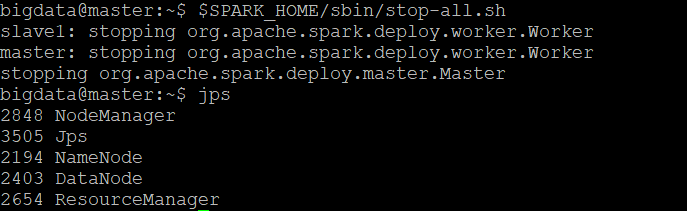 bigdata@master:~$ $SPARK_HOME/sbin/stop-all.sh
slave1: stopping org.apache.spark.deploy.worker.Worker
master: stopping org.apache.spark.deploy.worker.Worker
stopping org.apache.spark.deploy.master.Master
bigdata@master:~$ jps
2848 NodeManager
3505 Jps
2194 NameNode
2403 DataNode
2654 ResourceManager